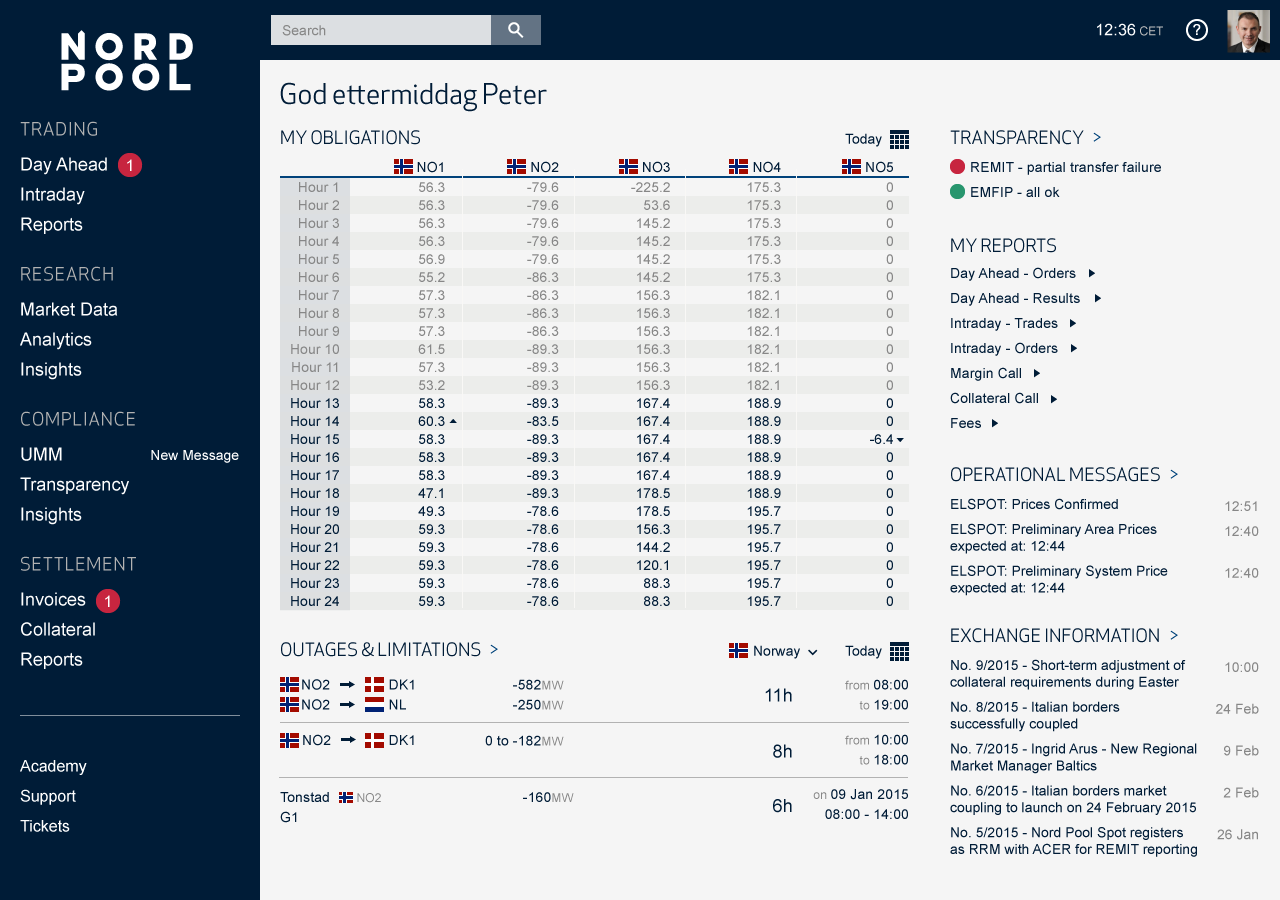 NORD
POOL
Search
12:36 CET
?
TRADING
Day Ahead 1
Intraday
Reports
RESEARCH
Market Data
Analytics
Insights
COMPLIANCE
UMM New Message
Transparency
Insights
SETTLEMENT
Invoices 1
Collateral
Reports
Academy
Support
Tickets
God ettermiddag Peter
MY OBLIGATIONS Today
NO1 NO2 NO3 NO4 NO5
Hour 1 56.3 -79.6 -225.2 175.3 0
Hour 2 56.3 -79.6 53.6 175.3 0
Hour 3 56.3 -79.6 145.2 175.3 0
Hour 4 56.3 -79.6 145.2 175.3 0
Hour 5 56.9 -79.6 145.2 175.3 0
Hour 6 55.2 -86.3 145.2 175.3 0
Hour 7 57.3 -86.3 156.3 182.1 0
Hour 8 57.3 -86.3 156.3 182.1 0
Hour 9 57.3 -86.3 156.3 182.1 0
Hour 10 61.5 -89.3 156.3 182.1 0
Hour 11 57.3 -89.3 156.3 182.1 0
Hour 12 53.2 -89.3 156.3 182.1 0
Hour 13 58.3 -89.3 167.4 188.9 0
Hour 14 60.3 -83.5 167.4 188.9 0
Hour 15 58.3 -89.3 167.4 188.9 -6.4
Hour 16 58.3 -89.3 167.4 188.9 0
Hour 17 58.3 -89.3 167.4 188.9 0
Hour 18 47.1 -89.3 178.5 188.9 0
Hour 19 49.3 -78.6 178.5 195.7 0
Hour 20 59.3 -78.6 156.3 195.7 0
Hour 21 59.3 -78.6 144.2 195.7 0
Hour 22 59.3 -78.6 120.1 195.7 0
Hour 23 59.3 -78.6 88.3 195.7 0
Hour 24 59.3 -78.6 88.3 195.7 0
OUTAGES & LIMITATIONS > Norway Today
NO2 DK1 -582MW 11h from 08:00
NO2 NL -250MW to 19:00
NO2 DK1 0 to -182MW 8h from 10:00
to 18:00
Tonstad NO2 -160MW 6h on 09 Jan 2015
G1 08:00 - 14:00
TRANSPARENCY >
REMIT - partial transfer failure
EMFIP - all ok
MY REPORTS
Day Ahead - Orders
Day Ahead - Results
Intraday - Trades
Intraday - Orders
Margin Call
Collateral Call
Fees
OPERATIONAL MESSAGES >
ELSPOT: Prices Confirmed 12:51
ELSPOT: Preliminary Area Prices 12:40
expected at: 12:44
ELSPOT: Preliminary System Price 12:40
expected at: 12:44
EXCHANGE INFORMATION >
No. 9/2015 - Short-term adjustment of 10:00
collateral requirements during Easter
No. 8/2015 - Italian borders 24 Feb
successfully coupled
No. 7/2015 - Ingrid Arus - New Regional 9 Feb
Market Manager Baltics
No. 6/2015 - Italian borders market 2 Feb
coupling to launch on 24 February 2015
No. 5/2015 - Nord Pool Spot registers 26 Jan
as RRM with ACER for REMIT reporting